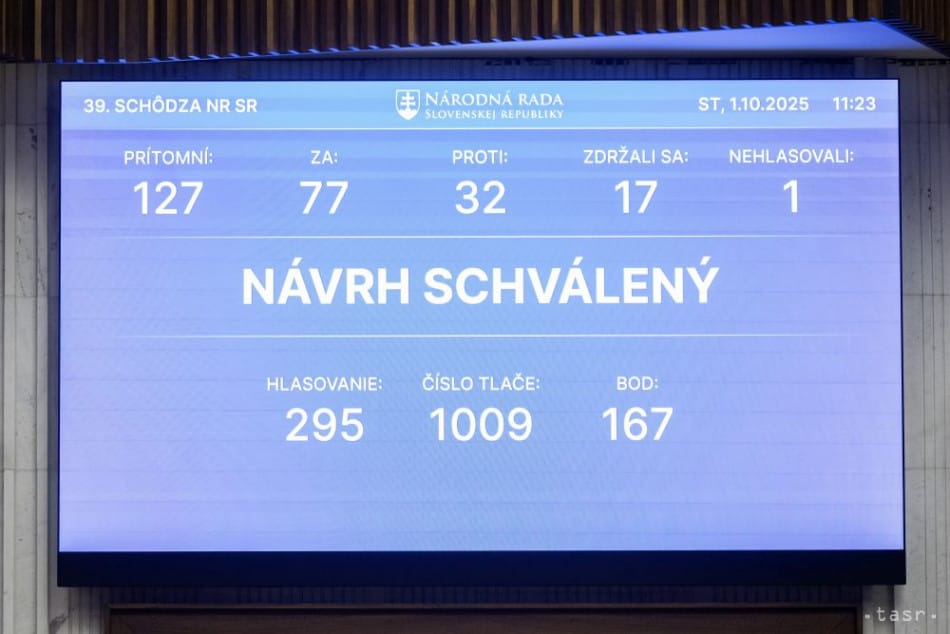 39. SCHÔDZA NR SR
NÁRODNÁ RADA
SLOVENSKEJ REPUBLIKY
ST, 1.10.2025 11:23
PRÍTOMNÍ: ZA: PROTI: ZDRŽALI SA: NEHLASOVALI:
127 77 32 17 1
NÁVRH SCHVÁLENÝ
HLASOVANIE: ČÍSLO TLAČE: BOD:
295 1009 167
·tasr·